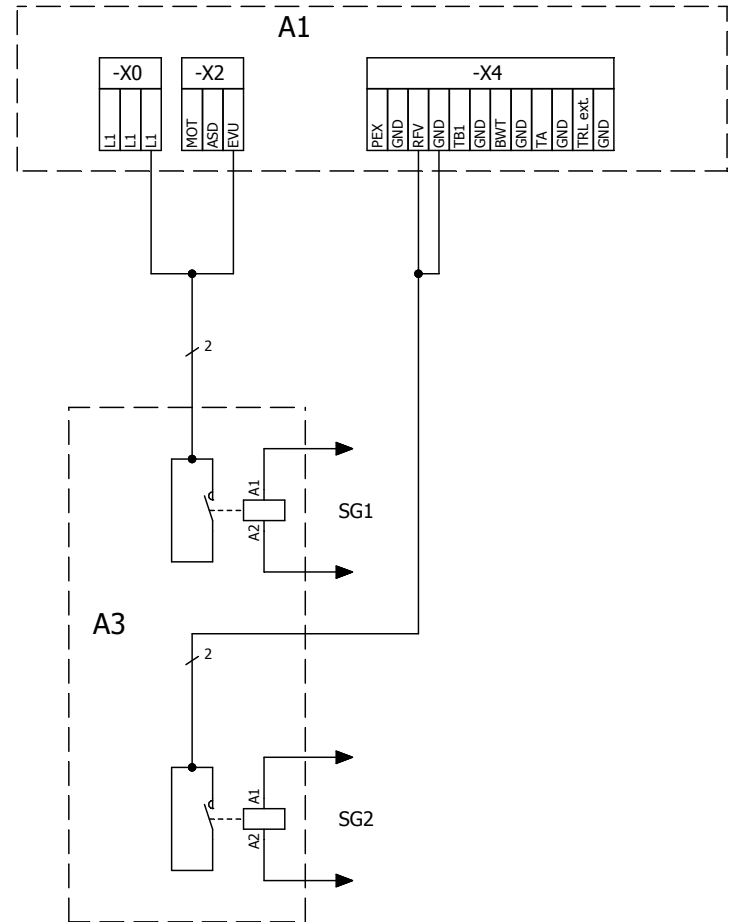 A1
-X0 -X2 -X4
L1 L1 L1 MOT ASD EVU PEX GND RFV GND TB1 GND BWT GND TA GND TRL ext. GND
2
A1
SG1
A2
A3
2
A1
SG2
A2